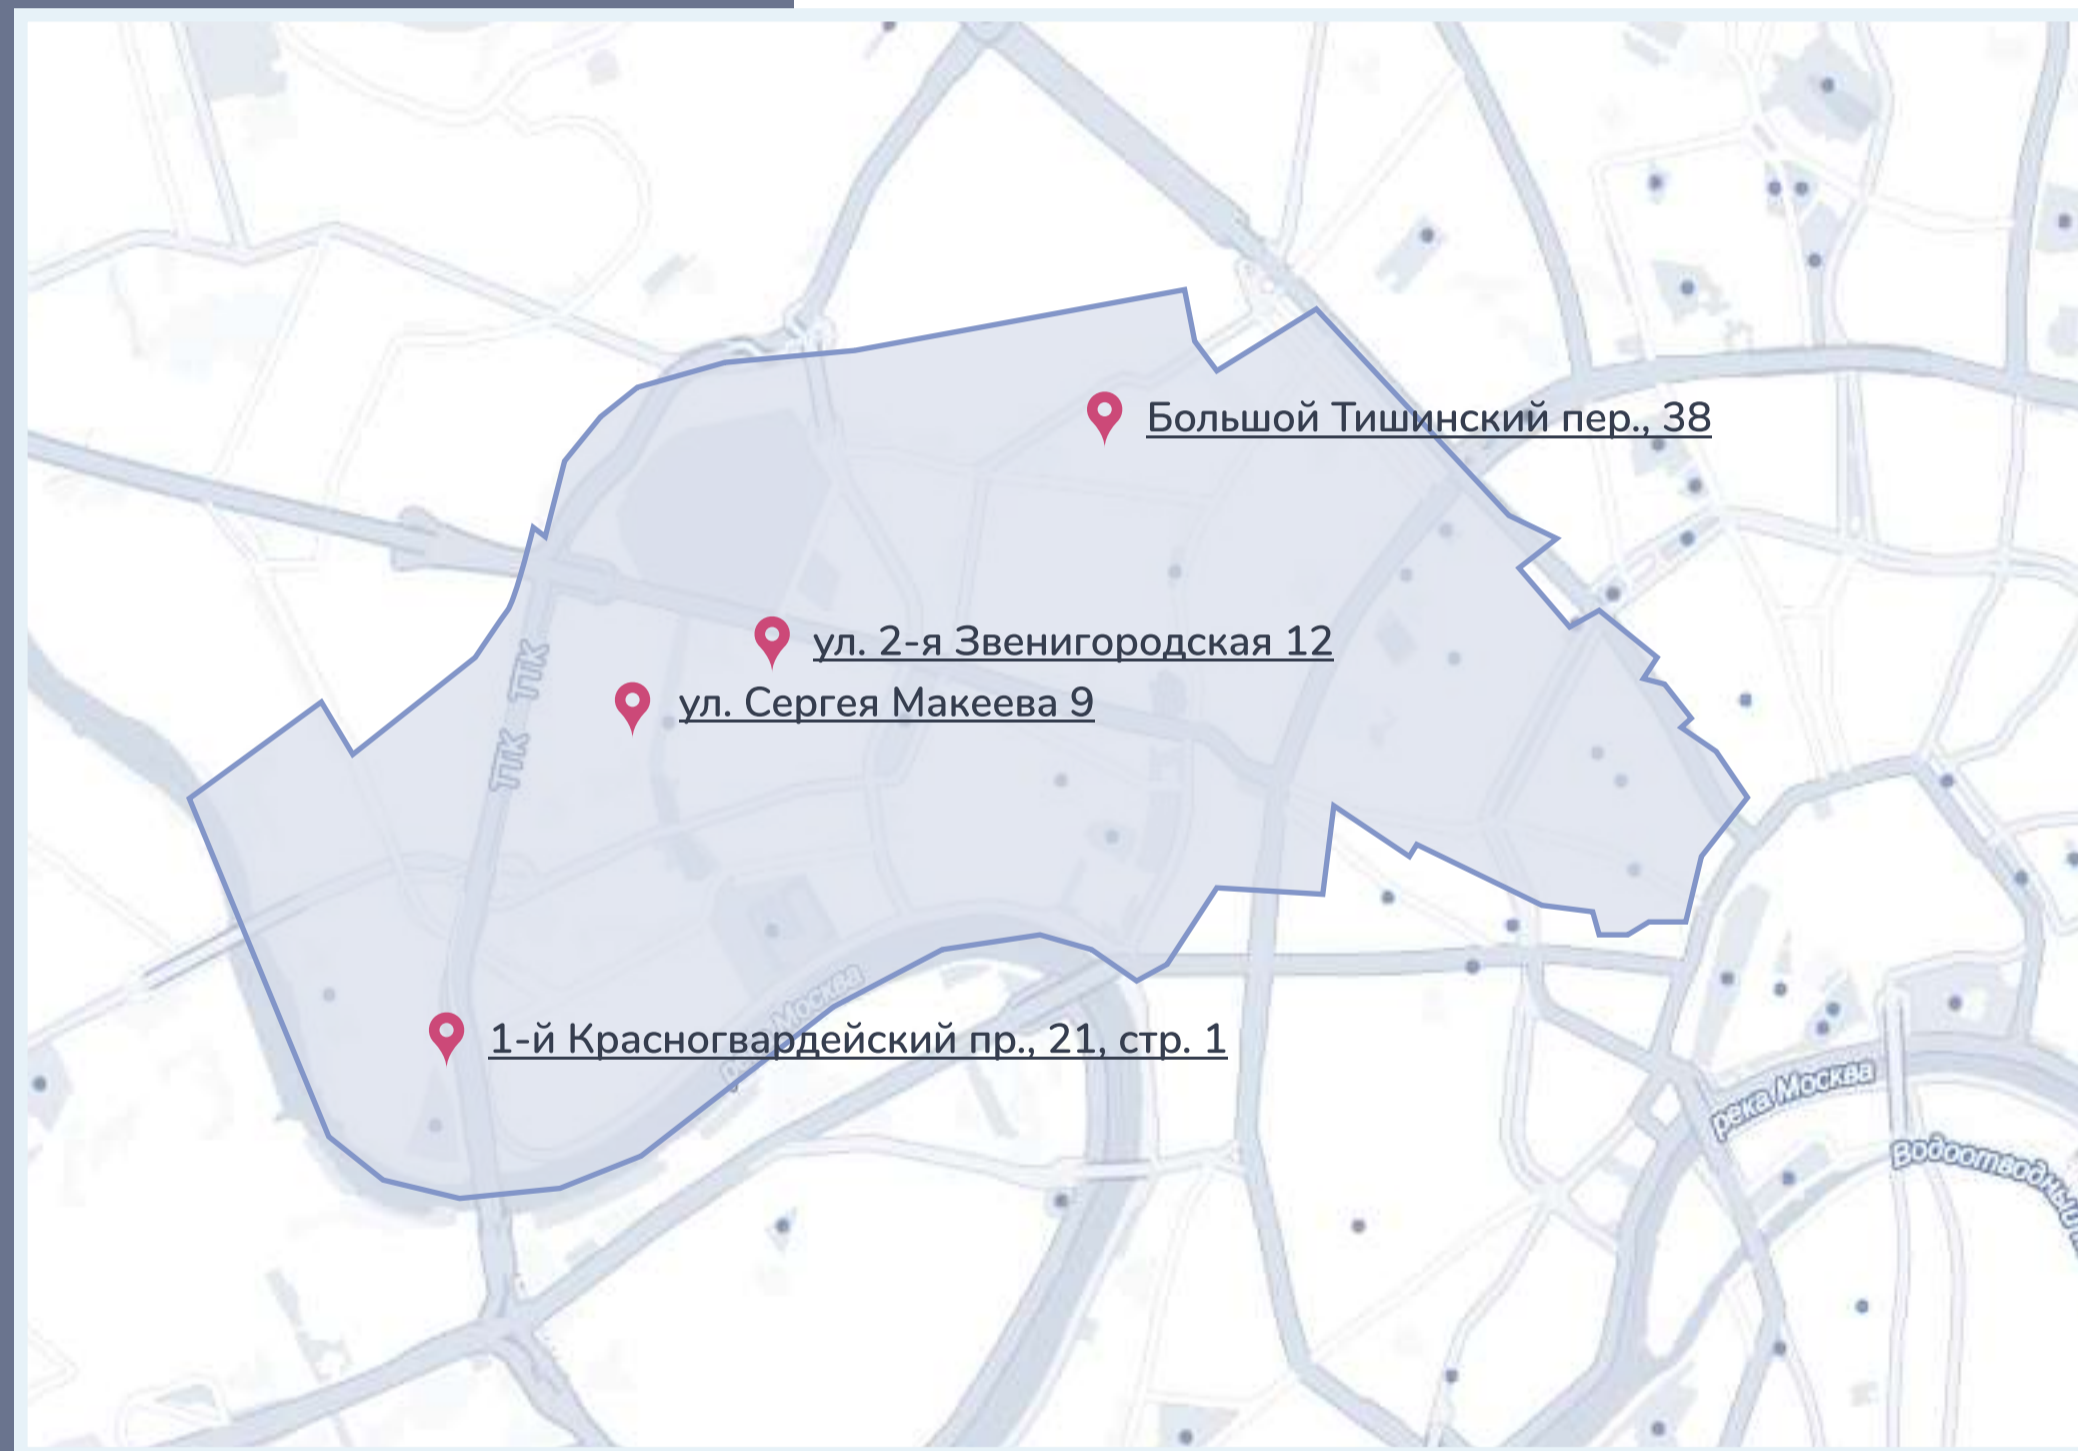 Большой Тишинский пер., 38
ул. 2-я Звенигородская 12
ТТК
ул. Сергея Макеева 9
ТТК
река Москва
1-й Красногвардейский пр., 21, стр. 1
река Москва